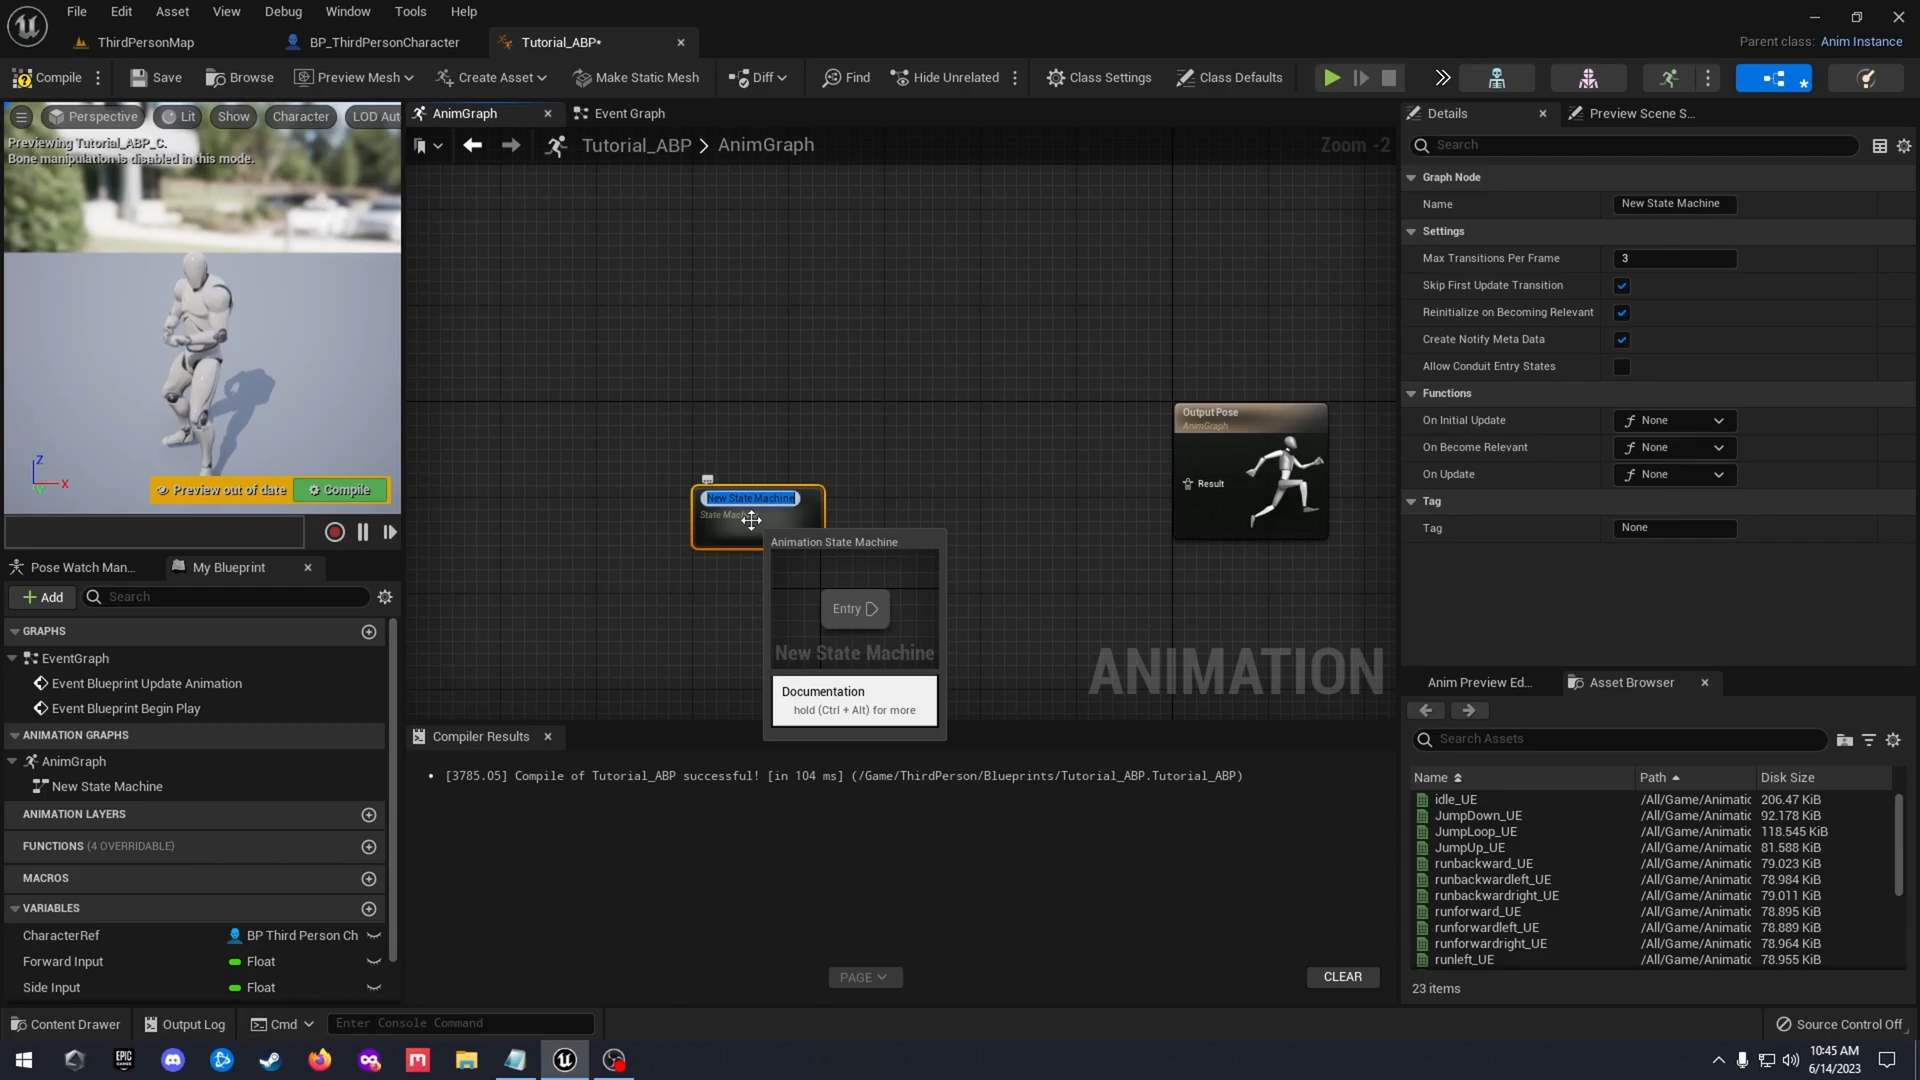 File Edit View Asset Debug Window Tools Help
ThirdPersonMap
BP_ThirdPersonCharacter
Tutorial_ABP*
Parent class: Anim Instance
Compile
Save
Browse
Preview Mesh
Create Asset
Make Static Mesh
Diff
Find
Hide Unrelated
Class Settings
Class Defaults
Perspective
Lit
Show
Character
LOD Aut
Previewing Tutorial_ABP_C.
Bone manipulation is disabled in this mode.
Z
X
Y
Preview out of date
Compile
AnimGraph
Event Graph
Tutorial_ABP > AnimGraph
Zoom -2
New State Machine
State Machine
Animation State Machine
Entry
New State Machine
Documentation
hold (Ctrl + Alt) for more
Output Pose
AnimGraph
Result
ANIMATION
Compiler Results
• [3785.05] Compile of Tutorial_ABP successful! [in 104 ms] (/Game/ThirdPerson/Blueprints/Tutorial_ABP.Tutorial_ABP)
PAGE
CLEAR
Pose Watch Man...
My Blueprint
+ Add
Search
GRAPHS
EventGraph
Event Blueprint Update Animation
Event Blueprint Begin Play
ANIMATION GRAPHS
AnimGraph
New State Machine
ANIMATION LAYERS
FUNCTIONS (4 OVERRIDABLE)
MACROS
VARIABLES
CharacterRef BP Third Person Ch
Forward Input Float
Side Input Float
Details
Preview Scene S...
Search
Graph Node
Name New State Machine
Settings
Max Transitions Per Frame 3
Skip First Update Transition
Reinitialize on Becoming Relevant
Create Notify Meta Data
Allow Conduit Entry States
Functions
On Initial Update None
On Become Relevant None
On Update None
Tag
Tag None
Anim Preview Ed...
Asset Browser
Search Assets
Name Path Disk Size
idle_UE /All/Game/Animatic 206.47 KiB
JumpDown_UE /All/Game/Animatic 92.178 KiB
JumpLoop_UE /All/Game/Animatic 118.545 KiB
JumpUp_UE /All/Game/Animatic 81.588 KiB
runbackward_UE /All/Game/Animatic 79.023 KiB
runbackwardleft_UE /All/Game/Animatic 78.984 KiB
runbackwardright_UE /All/Game/Animatic 79.011 KiB
runforward_UE /All/Game/Animatic 78.895 KiB
runforwardleft_UE /All/Game/Animatic 78.889 KiB
runforwardright_UE /All/Game/Animatic 78.964 KiB
runleft_UE /All/Game/Animatic 78.955 KiB
23 items
Content Drawer
Output Log
Cmd
Enter Console Command
Source Control Off
EPIC GAMES
10:45 AM
6/14/2023